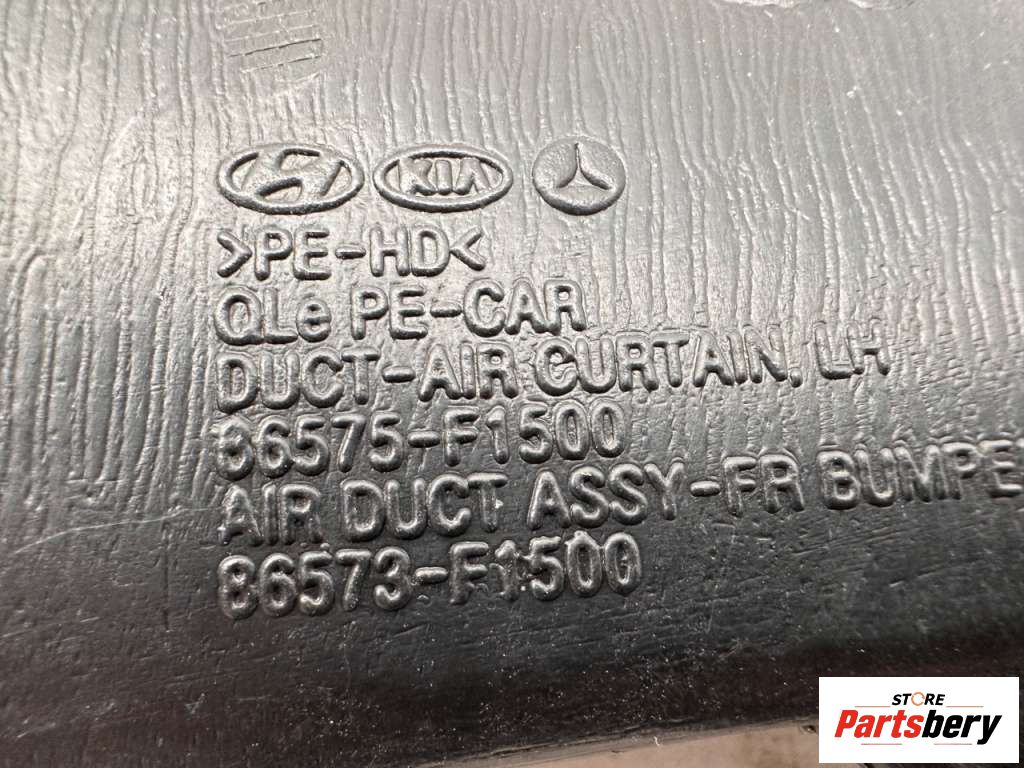 KIA
>PE-HD<
QLe PE-CAR
DUCT-AIR CURTAIN, LH
86575-F1500
AIR DUCT ASSY-FR BUMPE
86573-F1500
STORE
Partsbery